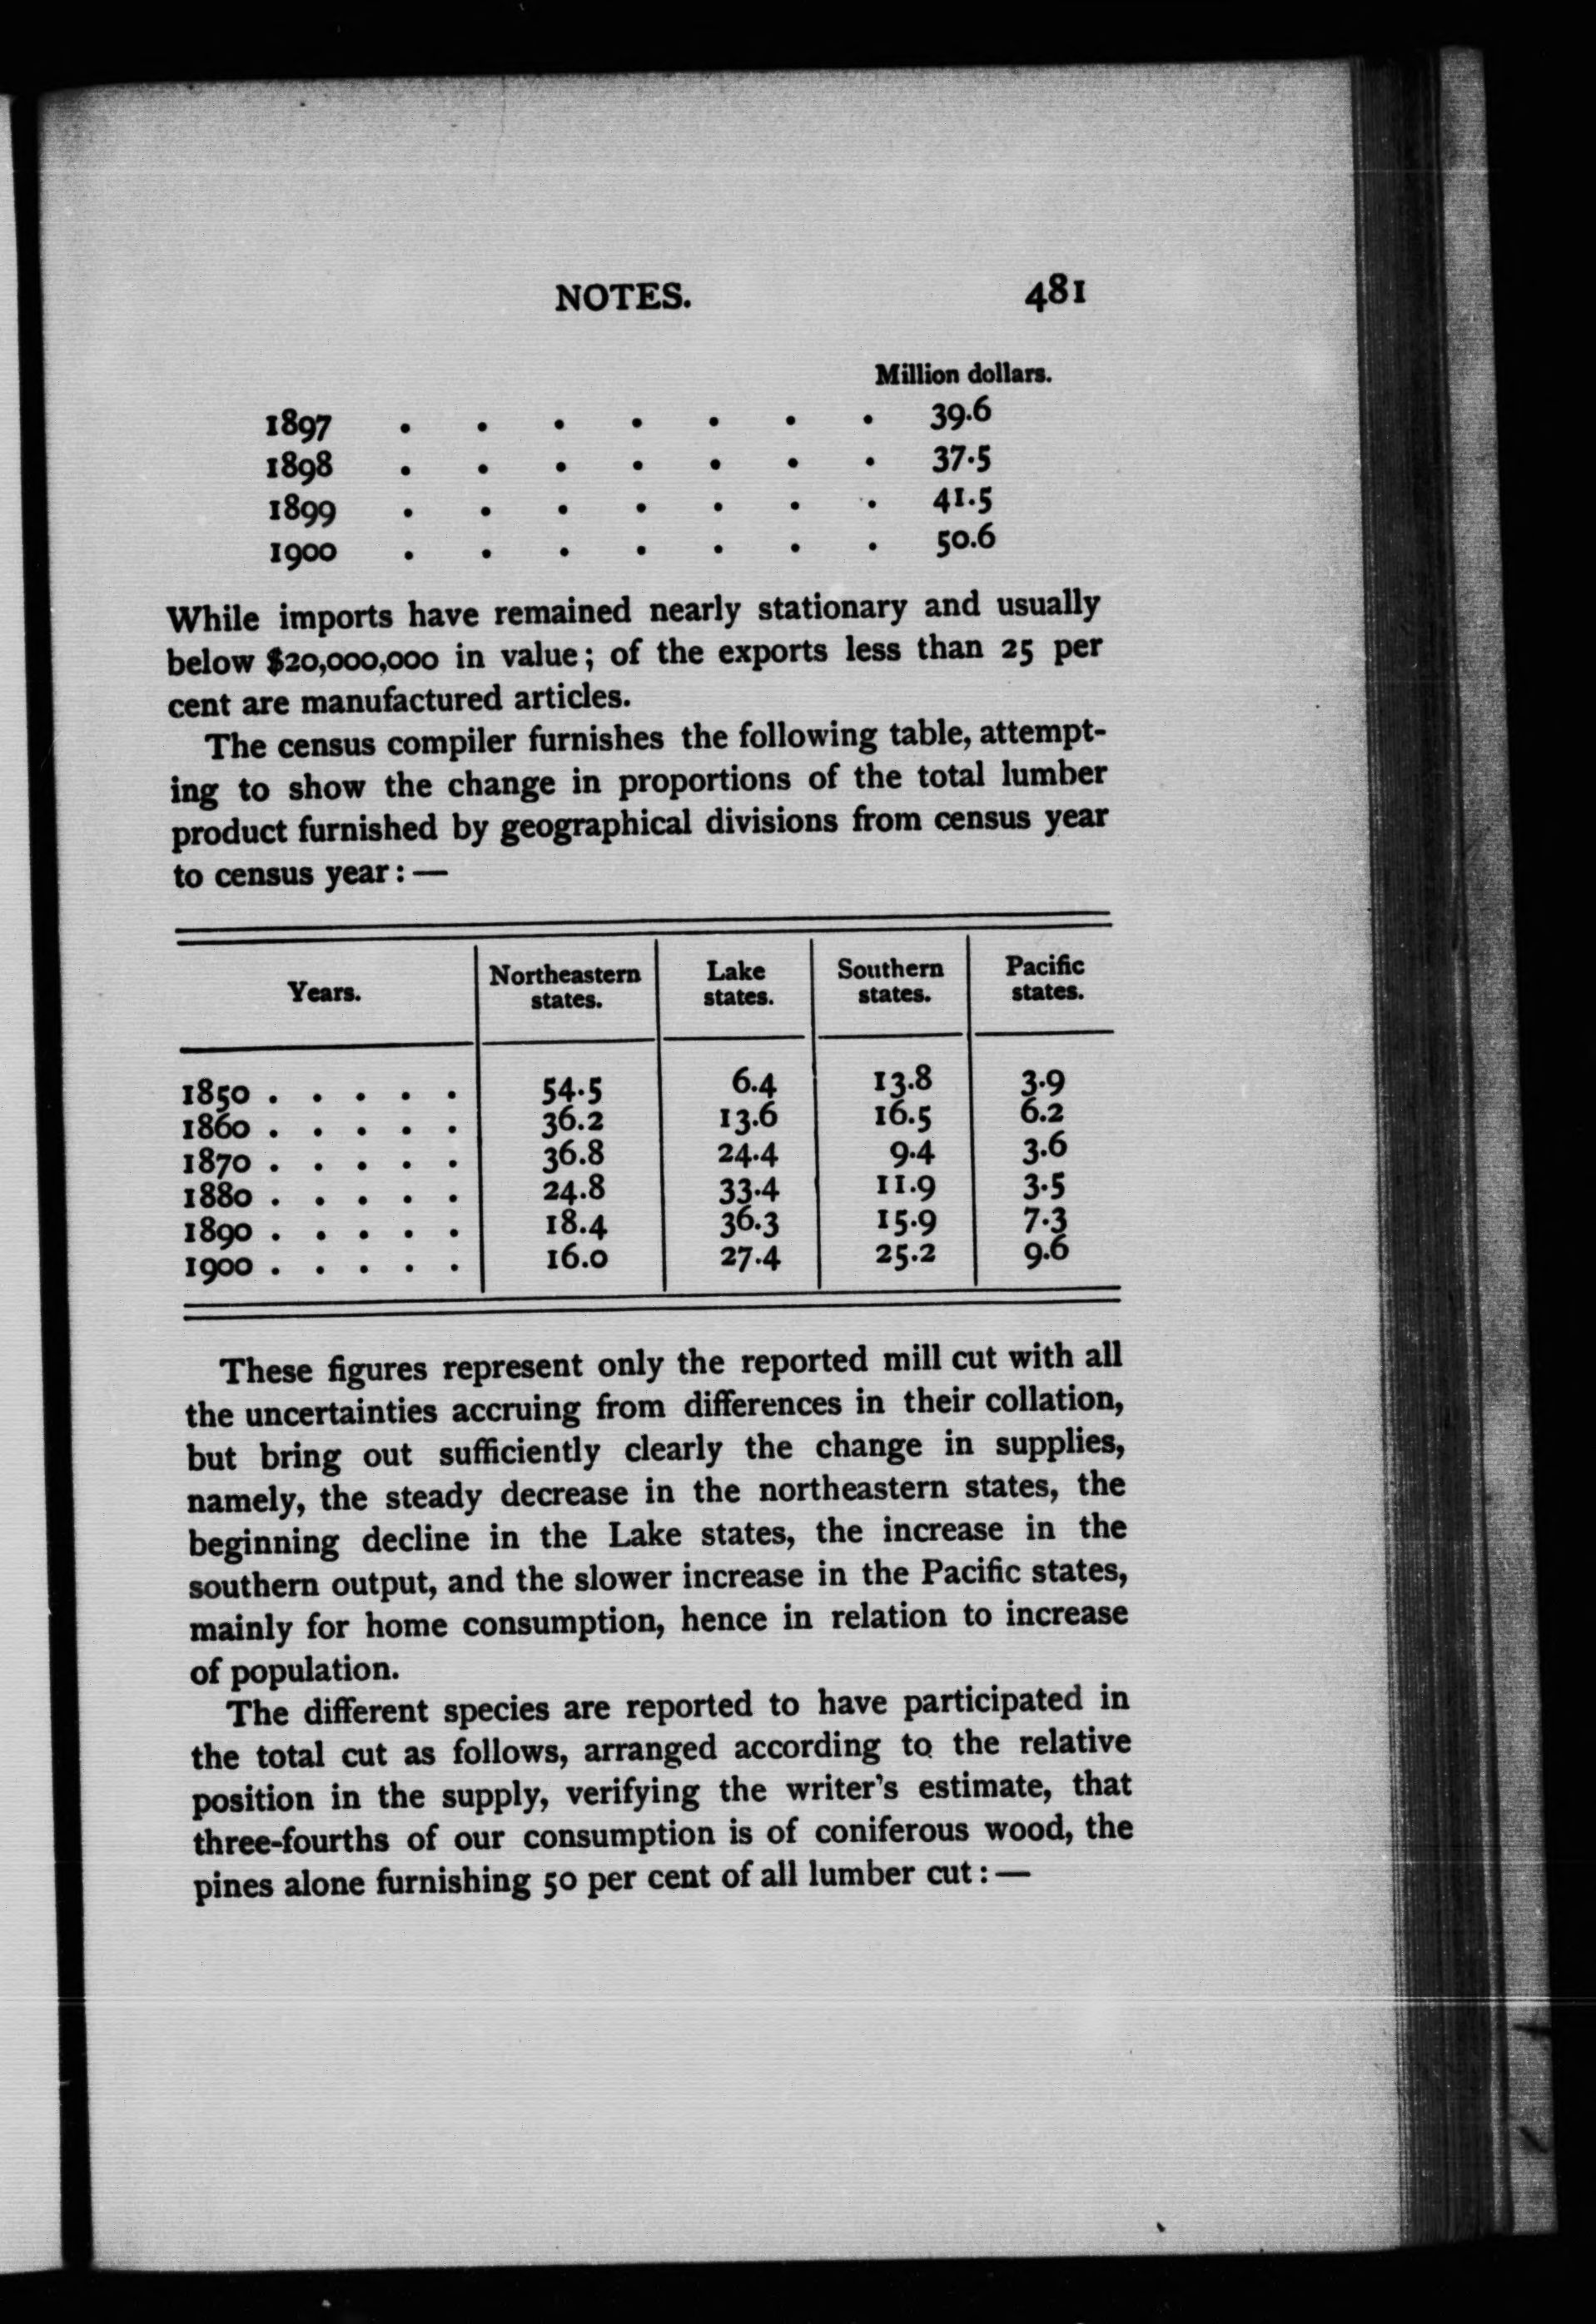 NOTES. 481
Million dollars.
1897 . . . . . . . 39.6
1898 . . . . . . . 37.5
1899 . . . . . . . 41.5
1900 . . . . . . . 50.6
While imports have remained nearly stationary and usually
below $20,000,000 in value; of the exports less than 25 per
cent are manufactured articles.
The census compiler furnishes the following table, attempt-
ing to show the change in proportions of the total lumber
product furnished by geographical divisions from census year
to census year: —
Years. Northeastern states. Lake states. Southern states. Pacific states.
1850 . . . . . 54.5 6.4 13.8 3.9
1860 . . . . . 36.2 13.6 16.5 6.2
1870 . . . . . 36.8 24.4 9.4 3.6
1880 . . . . . 24.8 33.4 11.9 3.5
1890 . . . . . 18.4 36.3 15.9 7.3
1900 . . . . . 16.0 27.4 25.2 9.6
These figures represent only the reported mill cut with all
the uncertainties accruing from differences in their collation,
but bring out sufficiently clearly the change in supplies,
namely, the steady decrease in the northeastern states, the
beginning decline in the Lake states, the increase in the
southern output, and the slower increase in the Pacific states,
mainly for home consumption, hence in relation to increase
of population.
The different species are reported to have participated in
the total cut as follows, arranged according to the relative
position in the supply, verifying the writer's estimate, that
three-fourths of our consumption is of coniferous wood, the
pines alone furnishing 50 per cent of all lumber cut: —